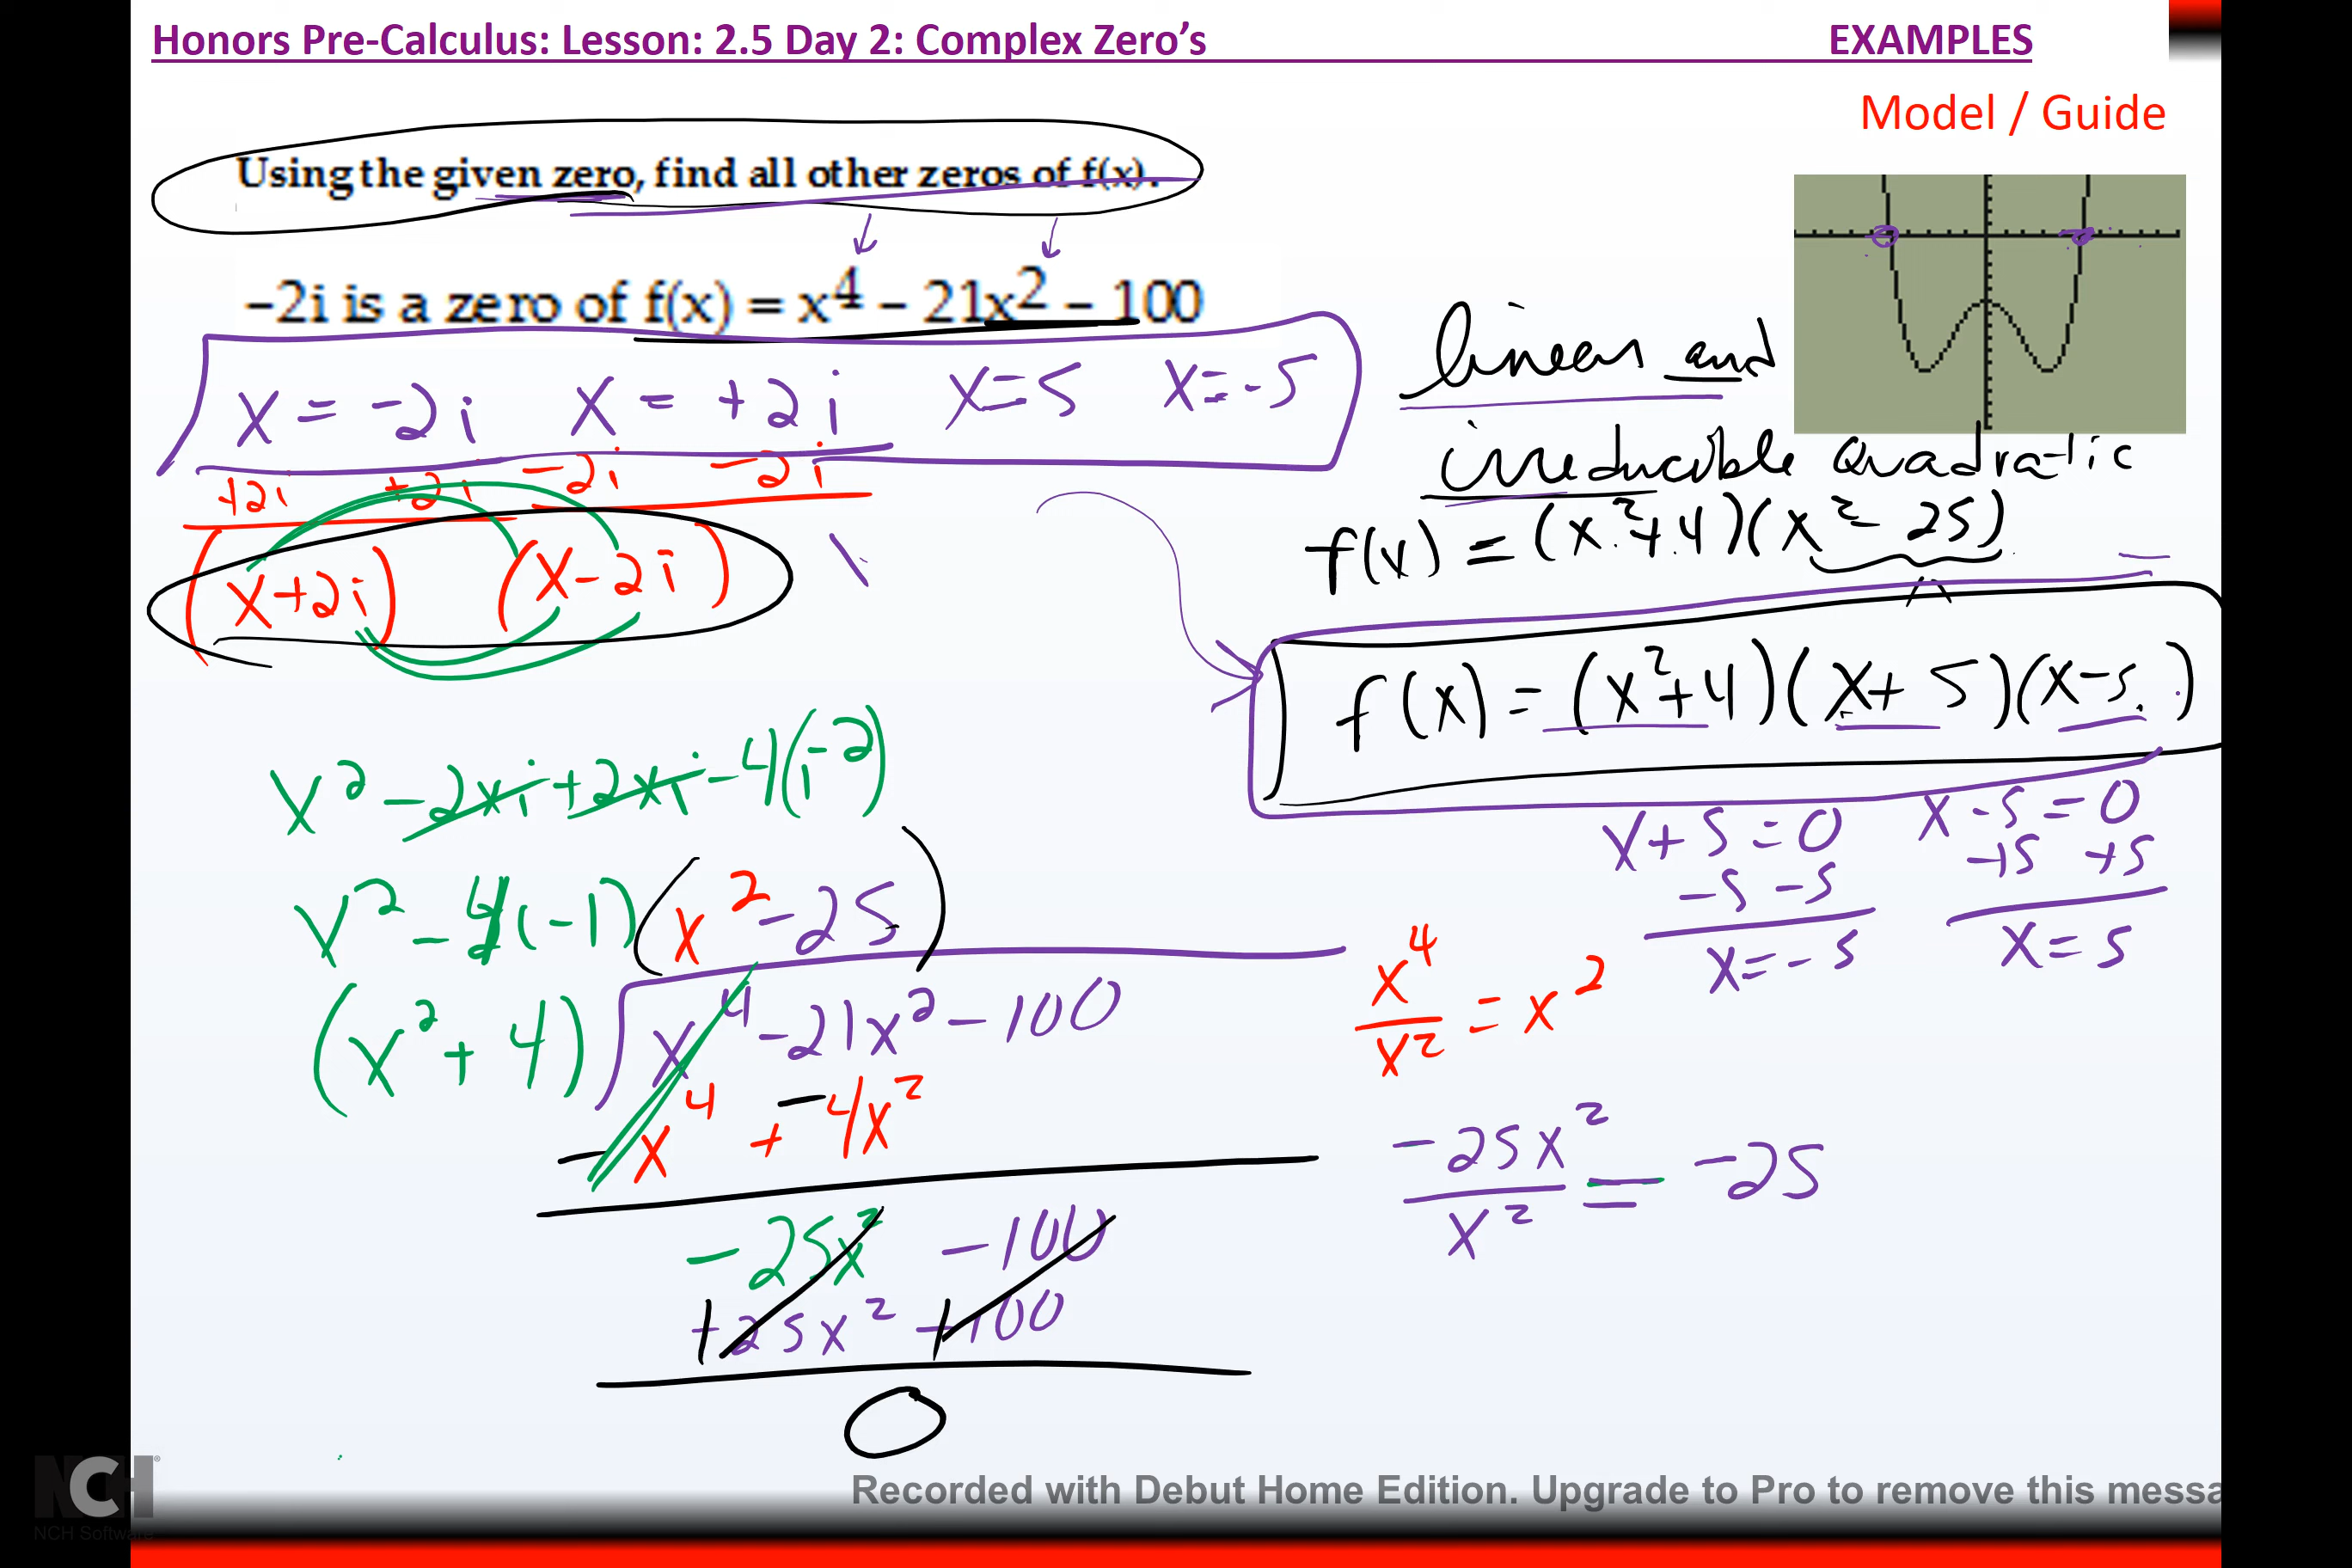 Honors Pre-Calculus: Lesson: 2.5 Day 2: Complex Zero's EXAMPLES
Model / Guide
Using the given zero, find all other zeros of f(x).
-2i is a zero of f(x) = x⁴ - 21x² - 100
x = -2i x = +2i x=5 x=-5
+2i +2i -2i -2i
(x+2i) (x-2i)
x² -2xi +2xi -4(i²)
x² -4(-1)
(x² -25)
(x² + 4) x⁴ -21x² -100
- x⁴ + 4x²
-25x² -100
+25x² +100
0
linear and
irreducible quadratic
f(x) = (x²+4)(x²-25)
f(x) = (x²+4)(x+5)(x-5)
x+5=0 x-5=0
-5 -5 +5 +5
x=-5 x=5
x⁴/x² = x²
-25x²/x² = -25
NCH®
NCH Software
Recorded with Debut Home Edition. Upgrade to Pro to remove this messa